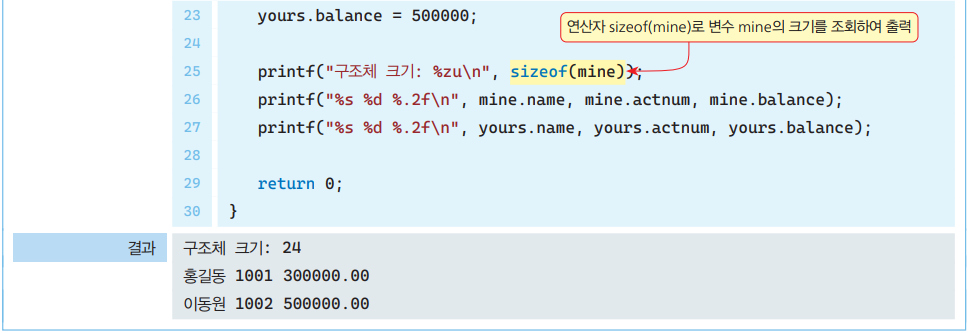 23 yours.balance = 500000;
연산자 sizeof(mine)로 변수 mine의 크기를 조회하여 출력
24
25 printf("구조체 크기: %zu\n", sizeof(mine));
26 printf("%s %d %.2f\n", mine.name, mine.actnum, mine.balance);
27 printf("%s %d %.2f\n", yours.name, yours.actnum, yours.balance);
28
29 return 0;
30 }
결과 구조체 크기: 24
홍길동 1001 300000.00
이동원 1002 500000.00